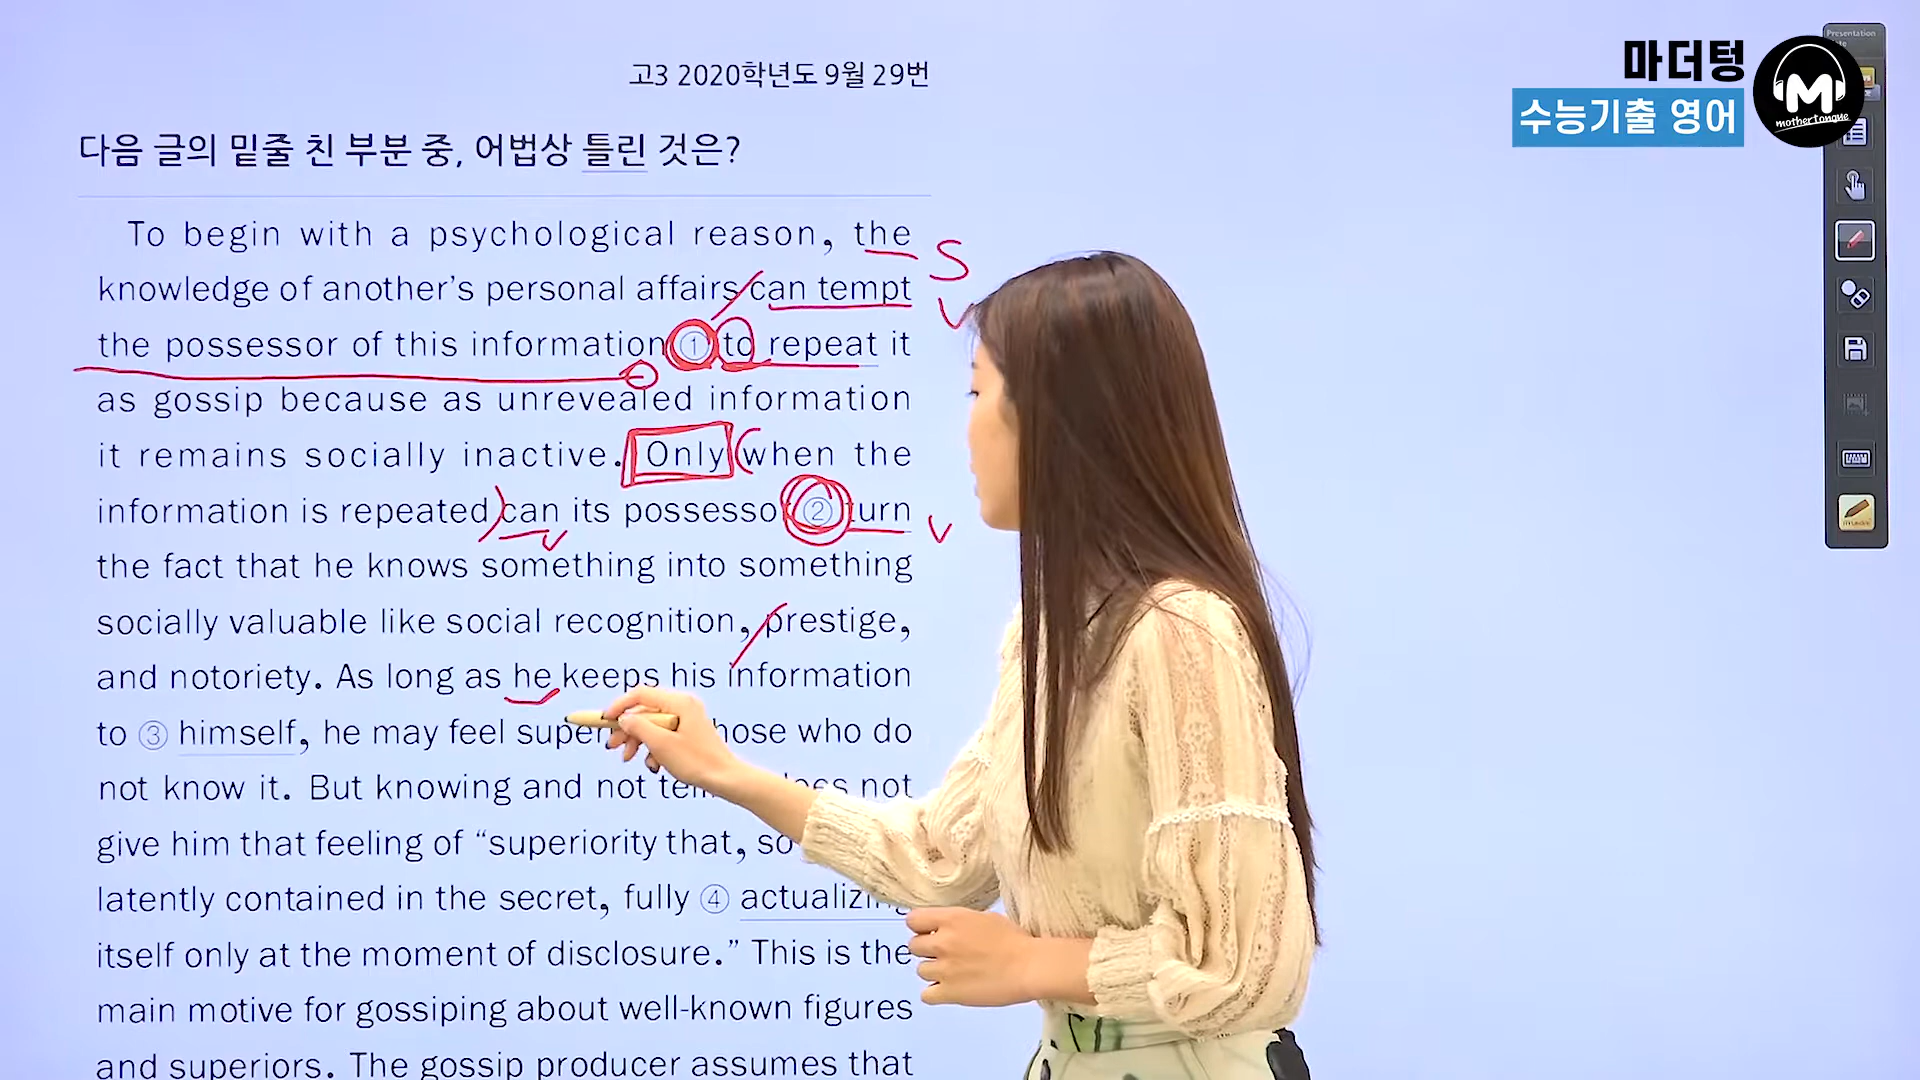 고3 2020학년도 9월 29번
마더텅
수능기출 영어
M
mothertongue
Presentation
다음 글의 밑줄 친 부분 중, 어법상 틀린 것은?
To begin with a psychological reason, the
S
knowledge of another's personal affairs can tempt
V
the possessor of this information ① to repeat it
as gossip because as unrevealed information
it remains socially inactive. Only when the
information is repeated can its possesso ② turn
V
V
the fact that he knows something into something
socially valuable like social recognition, prestige,
and notoriety. As long as he keeps his information
to ③ himself, he may feel who do
not know it. But knowing and not not
give him that feeling of “superiority that, so
latently contained in the secret, fully ④ actualizing
itself only at the moment of disclosure.” This is the
main motive for gossiping about well-known figures
and superiors. The gossip producer assumes that